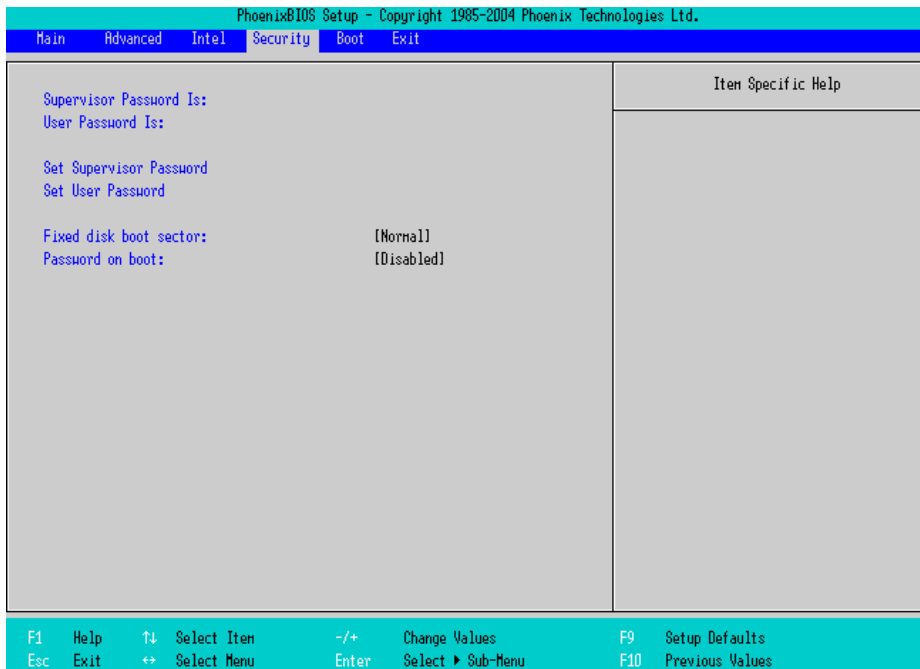 PhoenixBIOS Setup - Copyright 1985-2004 Phoenix Technologies Ltd.
Main Advanced Intel Security Boot Exit
Item Specific Help
Supervisor Password Is:
User Password Is:
Set Supervisor Password
Set User Password
Fixed disk boot sector: [Normal]
Password on boot: [Disabled]
F1 Help ↑↓ Select Item -/+ Change Values F9 Setup Defaults
Esc Exit ↔ Select Menu Enter Select ▶ Sub-Menu F10 Previous Values